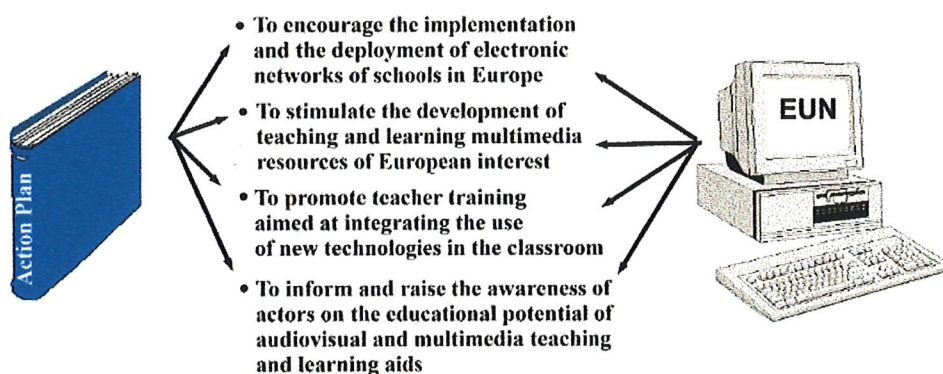 • To encourage the implementation
and the deployment of electronic
networks of schools in Europe
• To stimulate the development of
teaching and learning multimedia
resources of European interest
• To promote teacher training
aimed at integrating the use
of new technologies in the classroom
• To inform and raise the awareness of
actors on the educational potential of
audiovisual and multimedia teaching
and learning aids
Action Plan
EUN